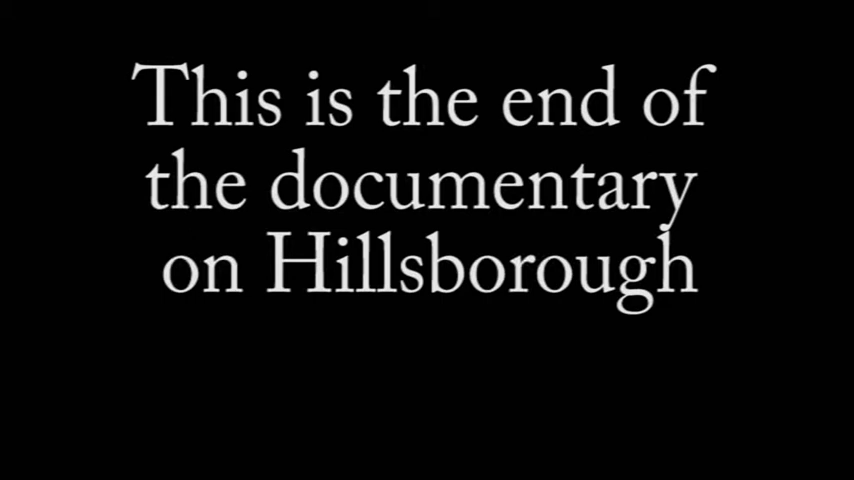 This is the end of
the documentary
on Hillsborough